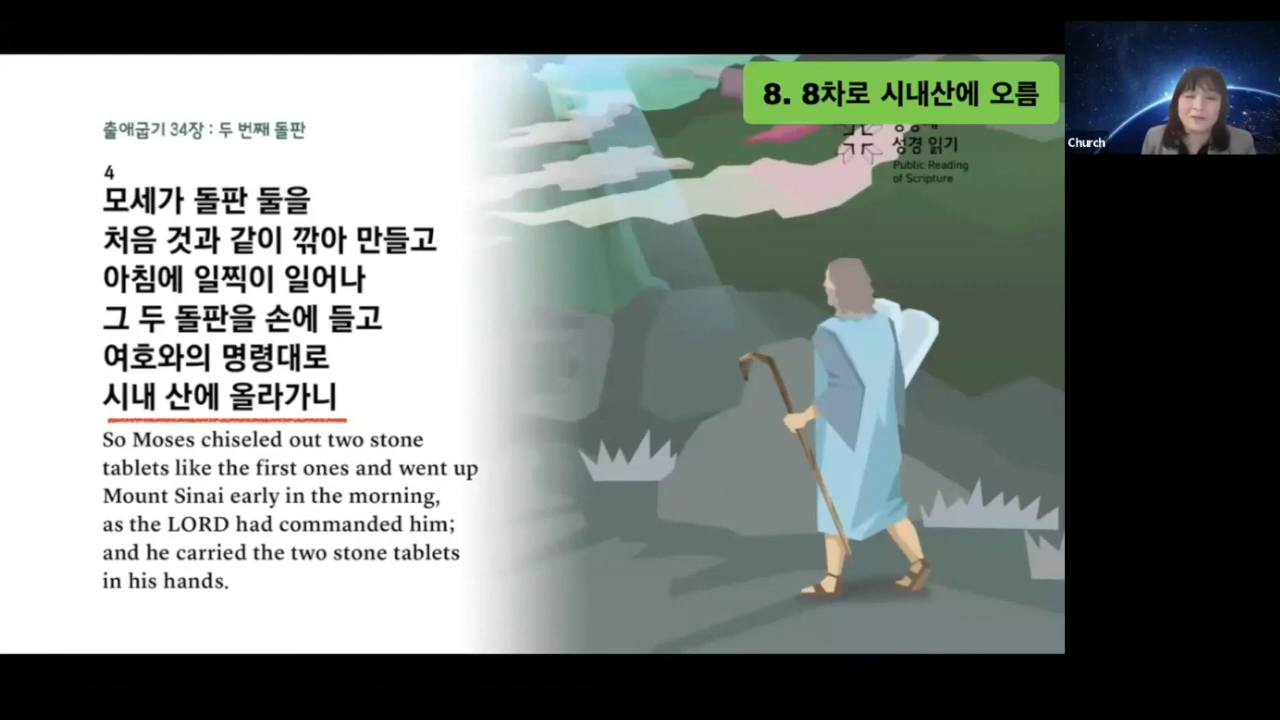 출애굽기 34장 : 두 번째 돌판
4
모세가 돌판 둘을
처음 것과 같이 깎아 만들고
아침에 일찍이 일어나
그 두 돌판을 손에 들고
여호와의 명령대로
시내 산에 올라가니
So Moses chiseled out two stone
tablets like the first ones and went up
Mount Sinai early in the morning,
as the LORD had commanded him;
and he carried the two stone tablets
in his hands.
8. 8차로 시내산에 오름
성경 읽기
Public Reading
of Scripture
Church